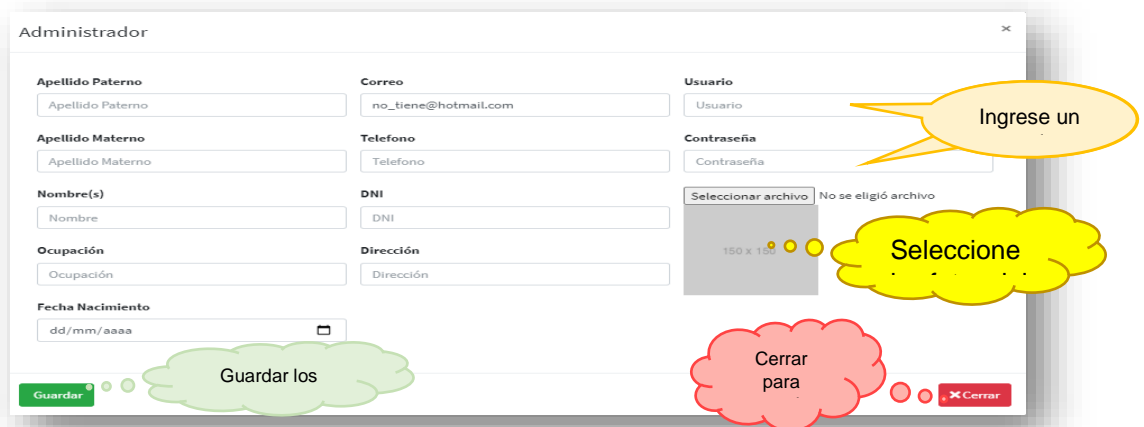 Administrador ×
Apellido Paterno Correo Usuario
Apellido Paterno no_tiene@hotmail.com Usuario
Ingrese un
Apellido Materno Telefono Contraseña
Apellido Materno Telefono Contraseña
Nombre(s) DNI Seleccionar archivo No se eligió archivo
Nombre DNI
150 x 150
Seleccione
Ocupación Dirección
Ocupación Dirección
Fecha Nacimiento
dd/mm/aaaa
Cerrar
para
Guardar los
Guardar ×Cerrar